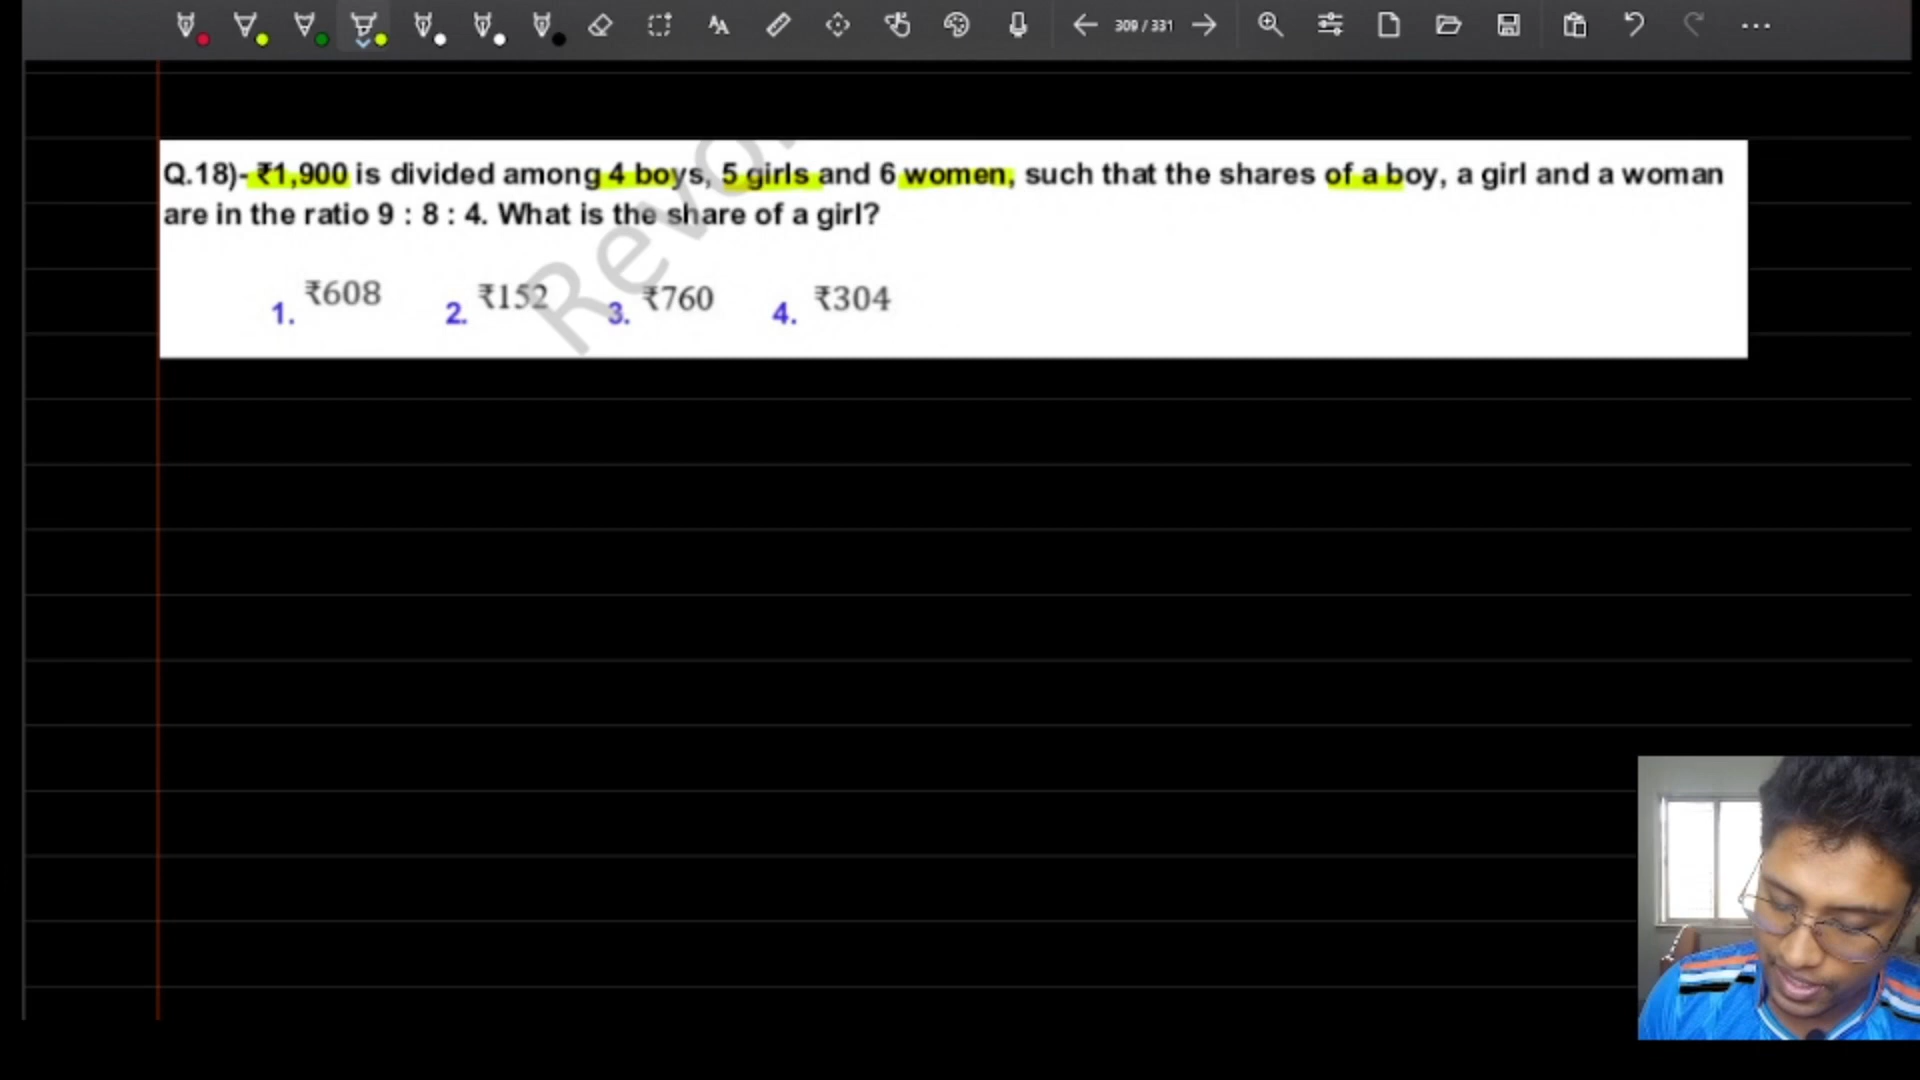 309 / 331
Q.18)- ₹1,900 is divided among 4 boys, 5 girls and 6 women, such that the shares of a boy, a girl and a woman
are in the ratio 9 : 8 : 4. What is the share of a girl?
1. ₹608 2. ₹152 3. ₹760 4. ₹304
Revo